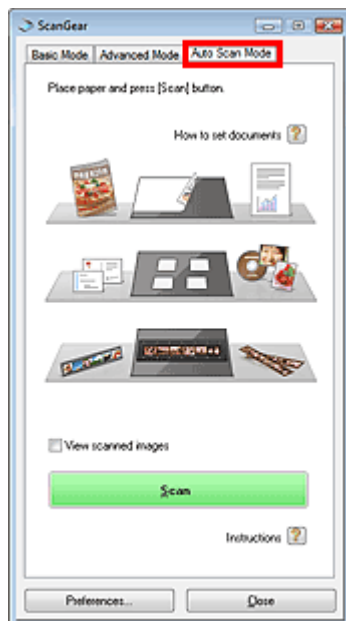 ScanGear
Basic Mode Advanced Mode Auto Scan Mode
Place paper and press [Scan] button.
How to set documents
View scanned images
Scan
Instructions
Preferences... Close